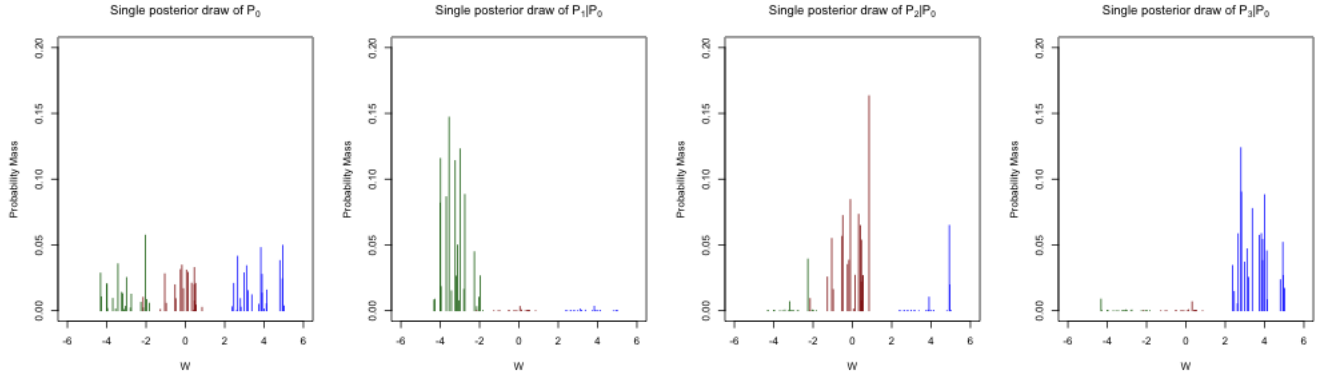 Single posterior draw of P₀
Probability Mass
0.00 0.05 0.10 0.15 0.20
-6 -4 -2 0 2 4 6
W
Single posterior draw of P₁|P₀
Probability Mass
0.00 0.05 0.10 0.15 0.20
-6 -4 -2 0 2 4 6
W
Single posterior draw of P₂|P₀
Probability Mass
0.00 0.05 0.10 0.15 0.20
-6 -4 -2 0 2 4 6
W
Single posterior draw of P₃|P₀
Probability Mass
0.00 0.05 0.10 0.15 0.20
-6 -4 -2 0 2 4 6
W